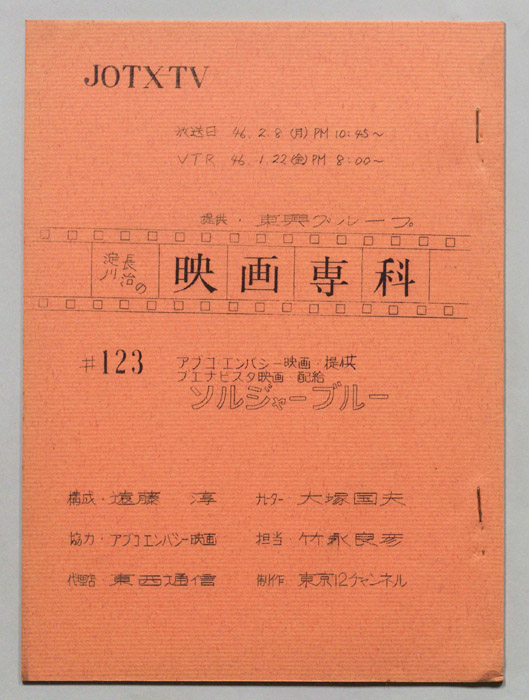 JOTXTV
放送日 46.2.8(月)PM 10:45~
VTR 46.1.22(金)PM 8:00~
提供・東興グループ
淀川長治の 映画専科
#123
アブコエンバシー映画・提供
ブエナビスタ映画・配給
ソルジャーブルー
構成・遠藤 淳
ナレーター・大塚国夫
協力・アブコエンバシー映画
担当・竹永良彦
代理店・東西通信
制作・東京12チャンネル